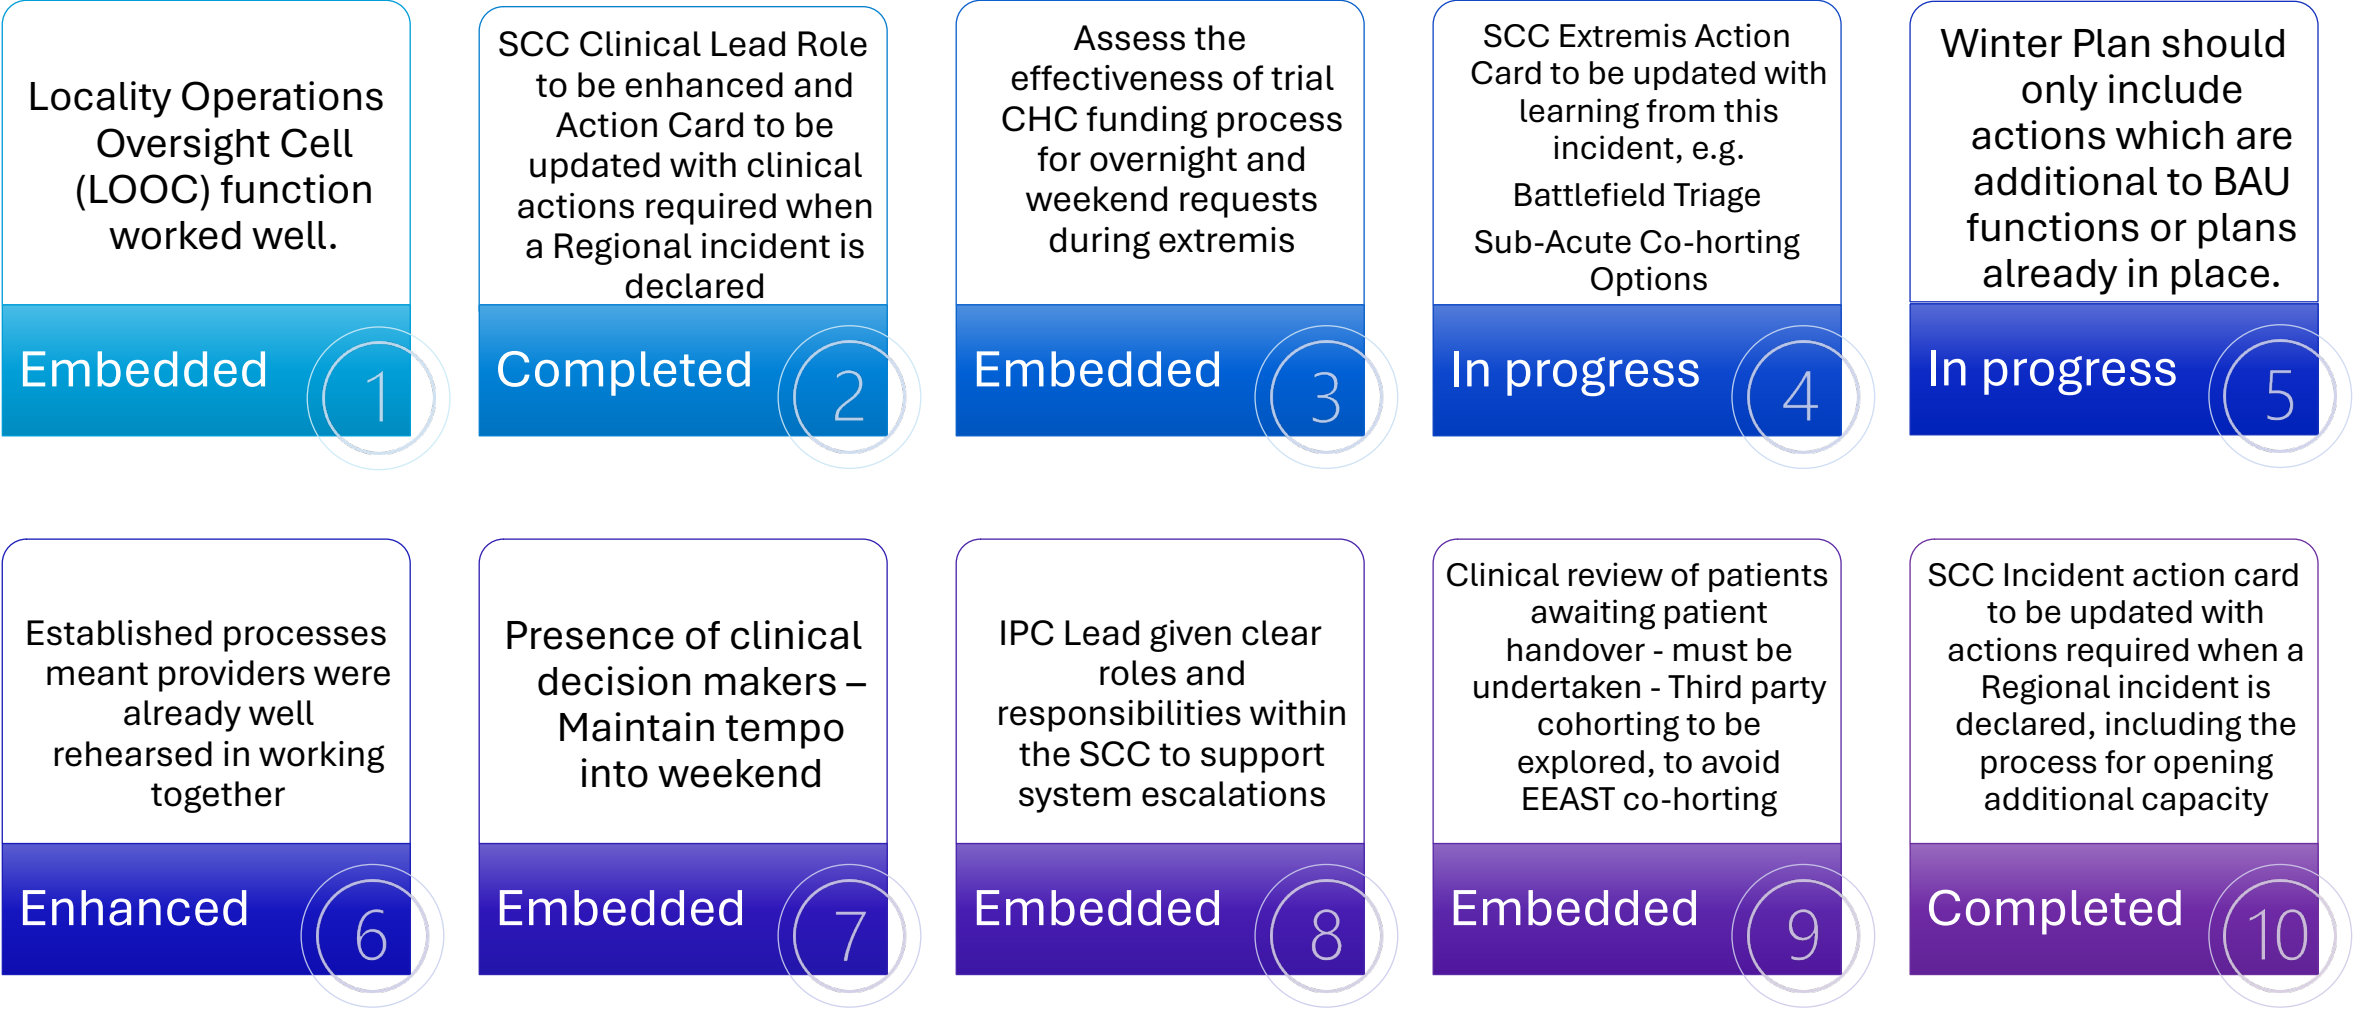 Locality Operations
Oversight Cell
(LOOC) function
worked well.
Embedded
1
SCC Clinical Lead Role
to be enhanced and
Action Card to be
updated with clinical
actions required when
a Regional incident is
declared
Completed
2
Assess the
effectiveness of trial
CHC funding process
for overnight and
weekend requests
during extremis
Embedded
3
SCC Extremis Action
Card to be updated with
learning from this
incident, e.g.
Battlefield Triage
Sub-Acute Co-horting
Options
In progress
4
Winter Plan should
only include
actions which are
additional to BAU
functions or plans
already in place.
In progress
5
Established processes
meant providers were
already well
rehearsed in working
together
Enhanced
6
Presence of clinical
decision makers –
Maintain tempo
into weekend
Embedded
7
IPC Lead given clear
roles and
responsibilities within
the SCC to support
system escalations
Embedded
8
Clinical review of patients
awaiting patient
handover - must be
undertaken - Third party
cohorting to be
explored, to avoid
EEAST co-horting
Embedded
9
SCC Incident action card
to be updated with
actions required when a
Regional incident is
declared, including the
process for opening
additional capacity
Completed
10